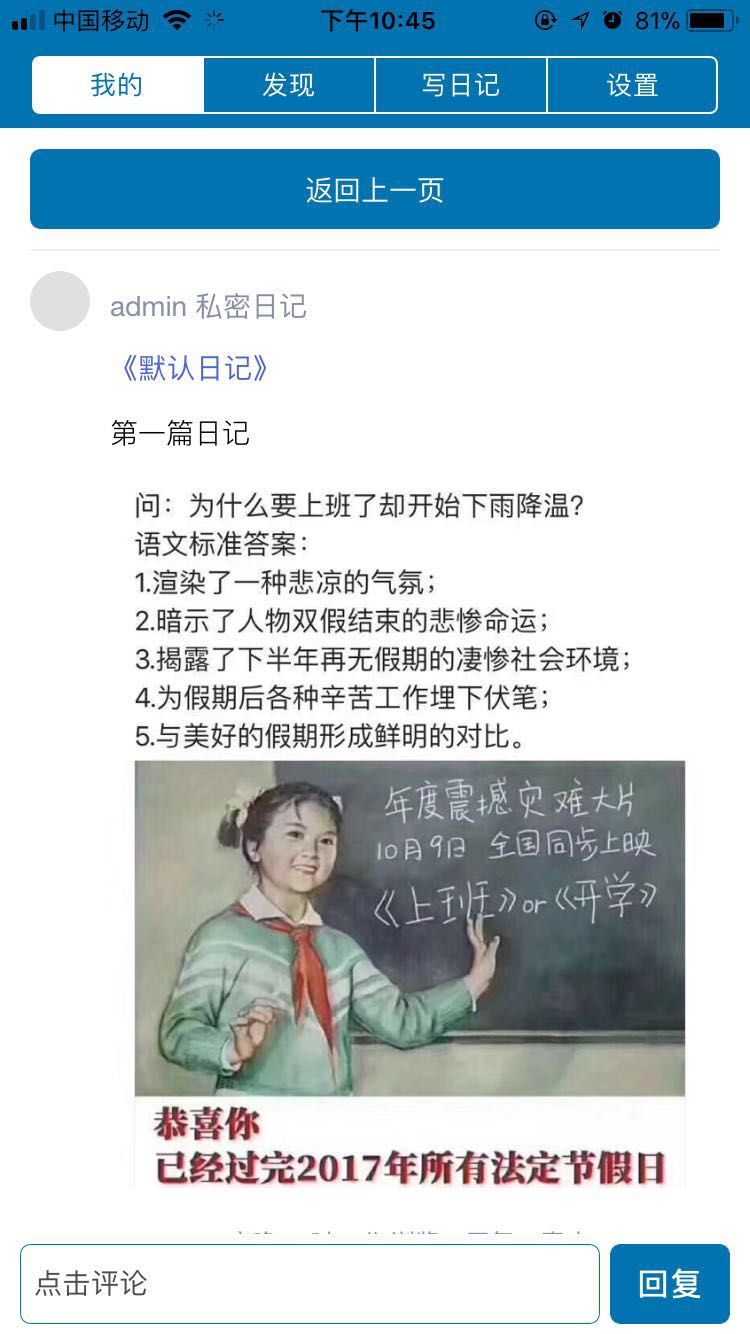 中国移动 下午10:45 81%
我的 发现 写日记 设置
返回上一页
admin 私密日记
《默认日记》
第一篇日记
问：为什么要上班了却开始下雨降温？
语文标准答案：
1.渲染了一种悲凉的气氛；
2.暗示了人物双假结束的悲惨命运；
3.揭露了下半年再无假期的凄惨社会环境；
4.为假期后各种辛苦工作埋下伏笔；
5.与美好的假期形成鲜明的对比。
年度震撼灾难大片
10月9日 全国同步上映
《上班》or《开学》
恭喜你
已经过完2017年所有法定节假日
点击评论 回复